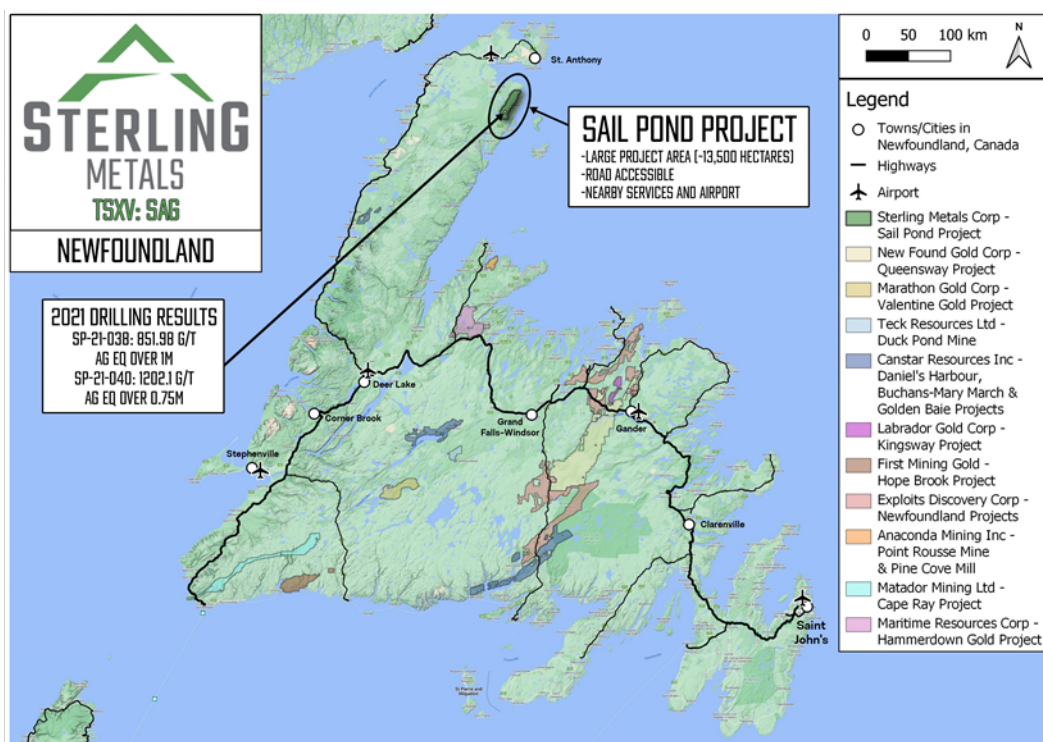 STERLING
METALS
TSXV: SAG
NEWFOUNDLAND
St. Anthony
SAIL POND PROJECT
-LARGE PROJECT AREA (~13,500 HECTARES)
-ROAD ACCESSIBLE
-NEARBY SERVICES AND AIRPORT
2021 DRILLING RESULTS
SP-21-038: 851.98 G/T
AG EQ OVER 1M
SP-21-040: 1202.1 G/T
AG EQ OVER 0.75M
Deer Lake
Corner Brook
Stephenville
Grand
Falls-Windsor
Gander
Clarenville
Saint
John's
St Pierre and
Miquelon
0 50 100 km
N
Legend
Towns/Cities in
Newfoundland, Canada
Highways
Airport
Sterling Metals Corp -
Sail Pond Project
New Found Gold Corp -
Queensway Project
Marathon Gold Corp -
Valentine Gold Project
Teck Resources Ltd -
Duck Pond Mine
Canstar Resources Inc -
Daniel's Harbour,
Buchans-Mary March &
Golden Baie Projects
Labrador Gold Corp -
Kingsway Project
First Mining Gold -
Hope Brook Project
Exploits Discovery Corp -
Newfoundland Projects
Anaconda Mining Inc -
Point Rousse Mine
& Pine Cove Mill
Matador Mining Ltd -
Cape Ray Project
Maritime Resources Corp -
Hammerdown Gold Project